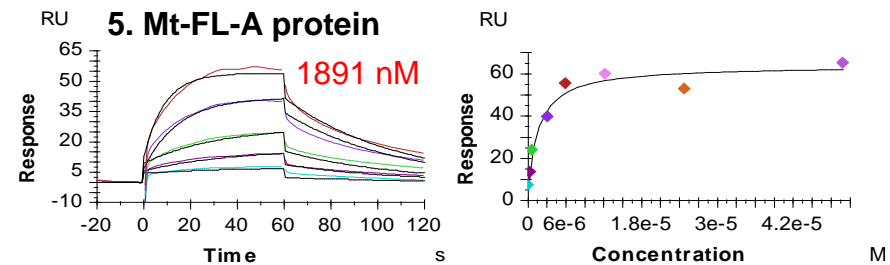 RU
5. Mt-FL-A protein
1891 nM
65
50
35
20
5
-10
Response
-20 0 20 40 60 80 100 120
Time s
RU
60
40
20
0
Response
0 6e-6 1.8e-5 3e-5 4.2e-5
Concentration M